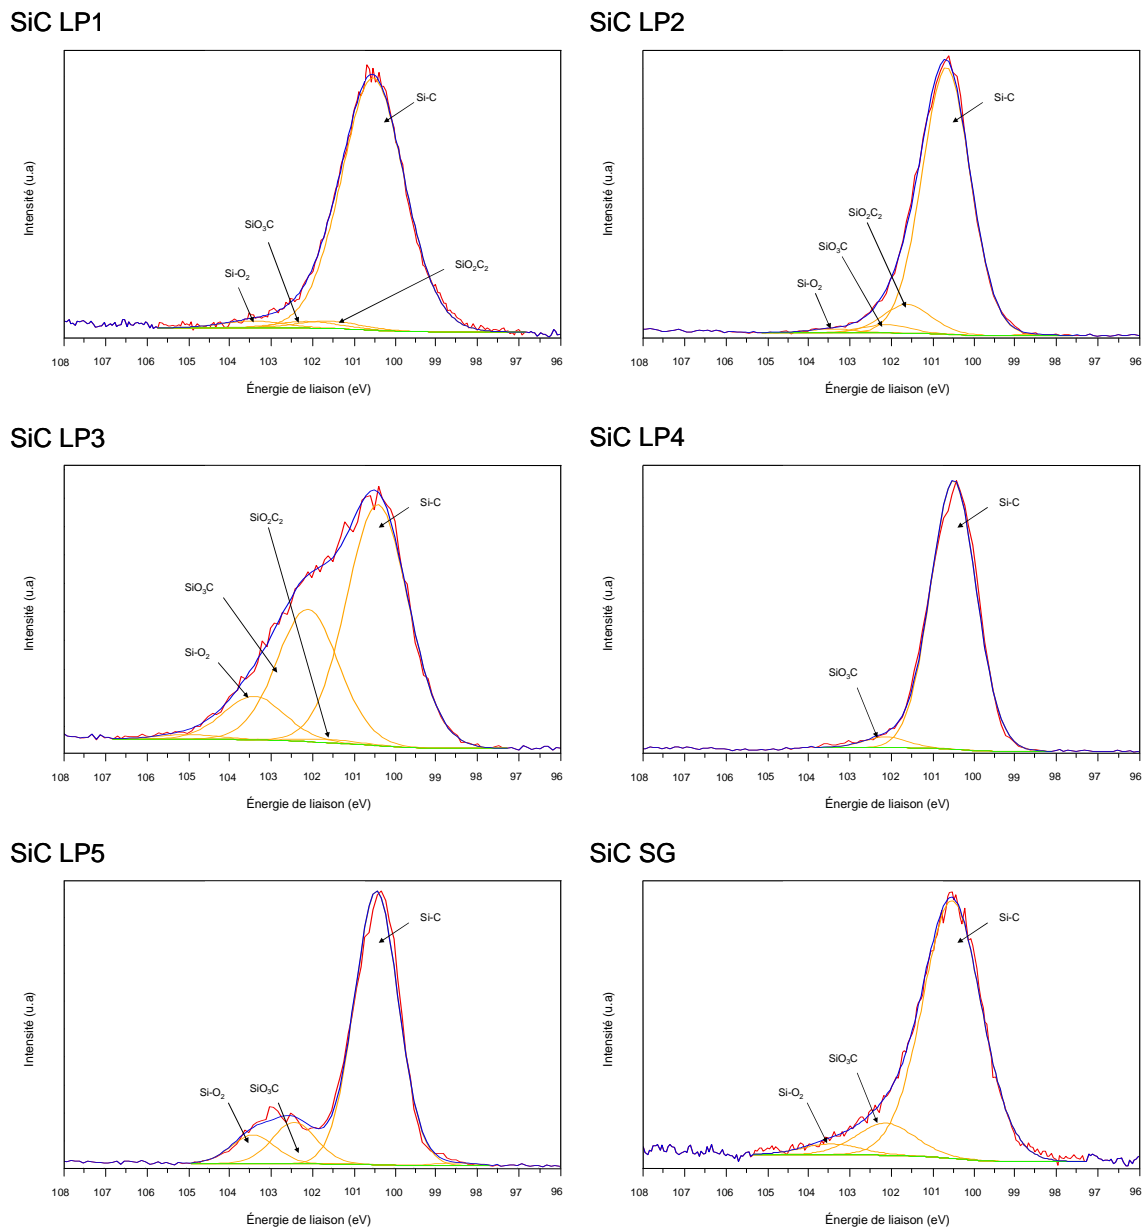 SiC LP1
Intensité (u.a)
Si-C
SiO₃C
Si-O₂
SiO₂C₂
108 107 106 105 104 103 102 101 100 99 98 97 96
Énergie de liaison (eV)
SiC LP2
Intensité (u.a)
Si-C
SiO₂C₂
SiO₃C
Si-O₂
108 107 106 105 104 103 102 101 100 99 98 97 96
Énergie de liaison (eV)
SiC LP3
Intensité (u.a)
Si-C
SiO₂C₂
SiO₃C
Si-O₂
108 107 106 105 104 103 102 101 100 99 98 97 96
Énergie de liaison (eV)
SiC LP4
Intensité (u.a)
Si-C
SiO₃C
108 107 106 105 104 103 102 101 100 99 98 97 96
Énergie de liaison (eV)
SiC LP5
Intensité (u.a)
Si-C
Si-O₂
SiO₃C
108 107 106 105 104 103 102 101 100 99 98 97 96
Énergie de liaison (eV)
SiC SG
Intensité (u.a)
Si-C
SiO₃C
Si-O₂
108 107 106 105 104 103 102 101 100 99 98 97 96
Énergie de liaison (eV)